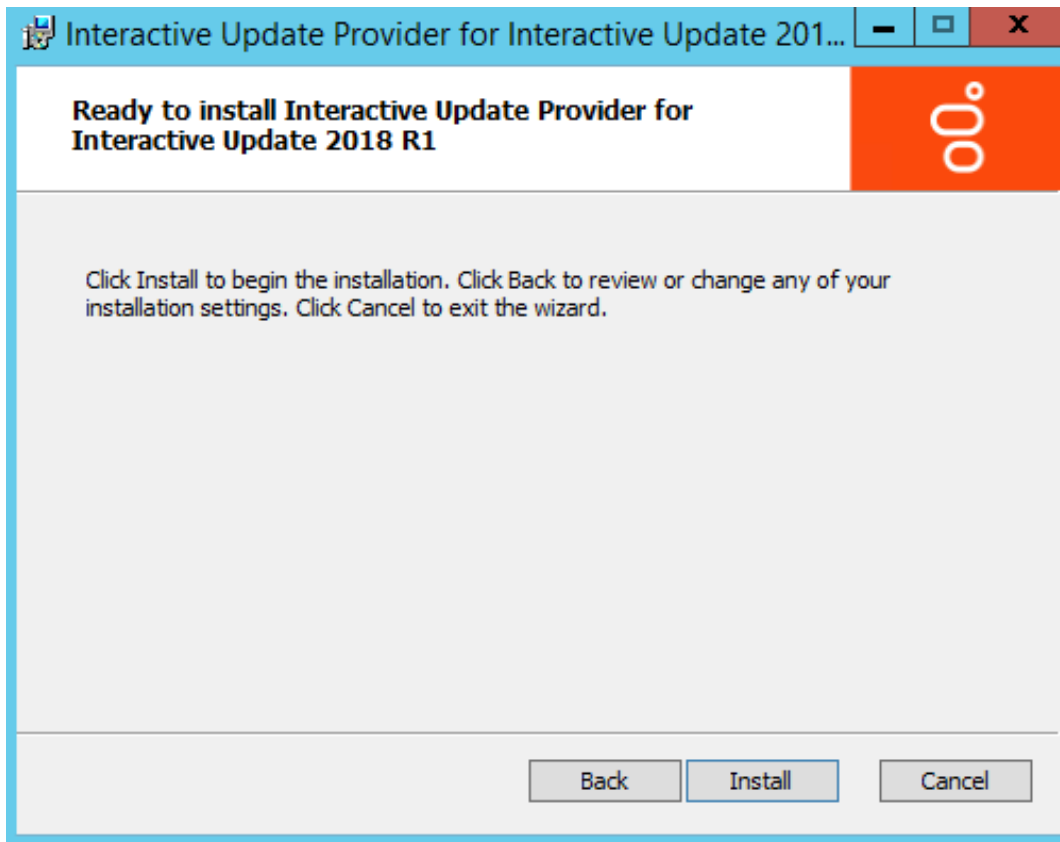 Interactive Update Provider for Interactive Update 201...
Ready to install Interactive Update Provider for
Interactive Update 2018 R1
Click Install to begin the installation. Click Back to review or change any of your
installation settings. Click Cancel to exit the wizard.
Back Install Cancel